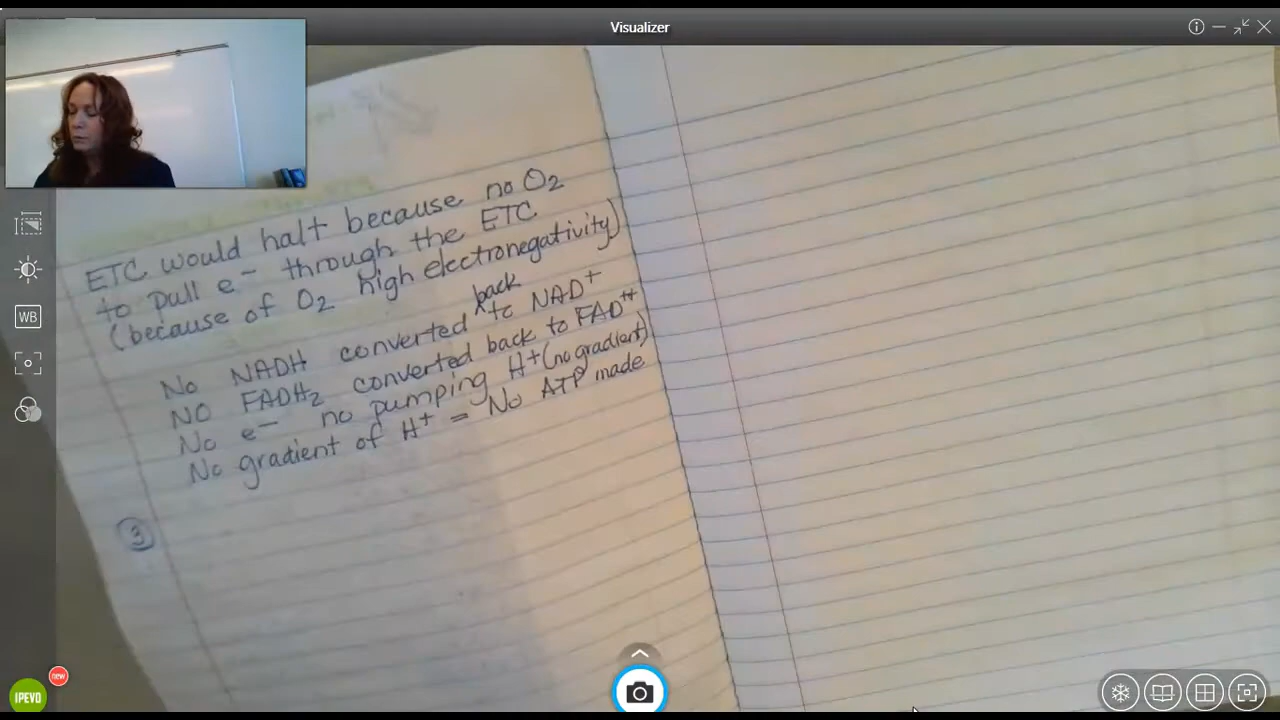 Visualizer
ETC would halt because no O2
to pull e- through the ETC
(because of O2 high electronegativity)
No NADH converted ^back to NAD+
NO FADH2 converted back to FAD++
No e- no pumping H+ (no gradient)
No gradient of H+ = No ATP made
3
WB
new
IPEVO